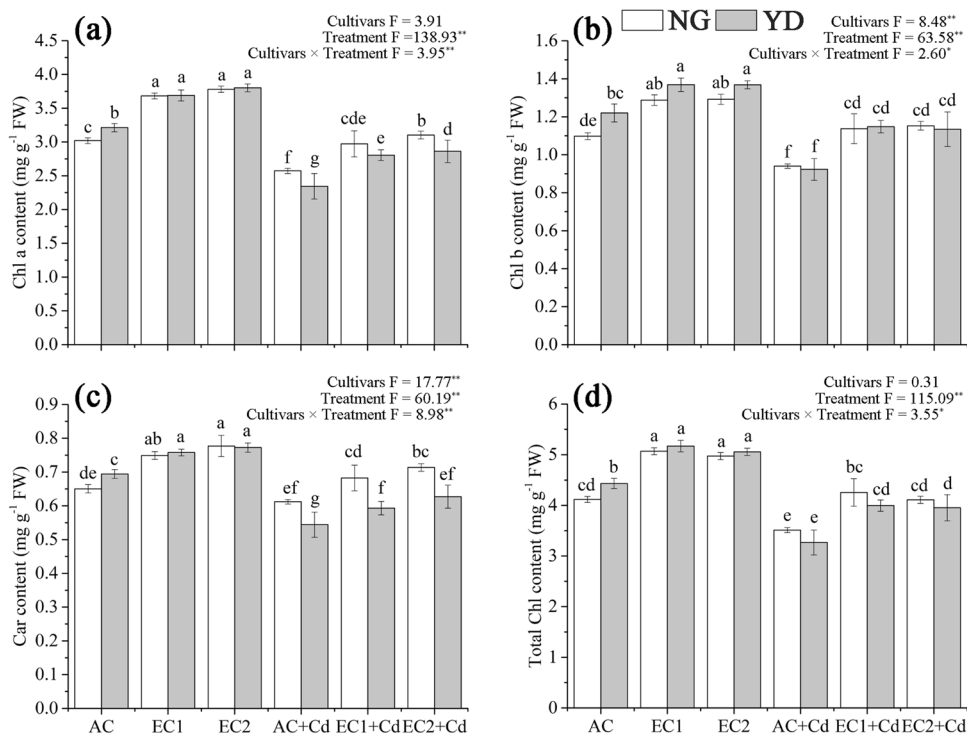 (a)
Cultivars F = 3.91
Treatment F =138.93**
Cultivars × Treatment F = 3.95**
Chl a content (mg g-1 FW)
4.5
4.0
3.5
3.0
2.5
2.0
1.5
1.0
0.5
0.0
c b a a a a f g cde e cd d
NG YD
(b)
Cultivars F = 8.48**
Treatment F = 63.58**
Cultivars × Treatment F = 2.60*
Chl b content (mg g-1 FW)
1.6
1.4
1.2
1.0
0.8
0.6
0.4
0.2
0.0
de bc ab a ab a f f cd cd cd cd
(c)
Cultivars F = 17.77**
Treatment F = 60.19**
Cultivars × Treatment F = 8.98**
Car content (mg g-1 FW)
0.9
0.8
0.7
0.6
0.5
0.4
0.3
0.2
0.1
0.0
de c ab a a a ef g cd f bc ef
AC EC1 EC2 AC+Cd EC1+Cd EC2+Cd
(d)
Cultivars F = 0.31
Treatment F = 115.09**
Cultivars × Treatment F = 3.55*
Total Chl content (mg g-1 FW)
6
5
4
3
2
1
0
cd b a a a a e e bc cd cd d
AC EC1 EC2 AC+Cd EC1+Cd EC2+Cd